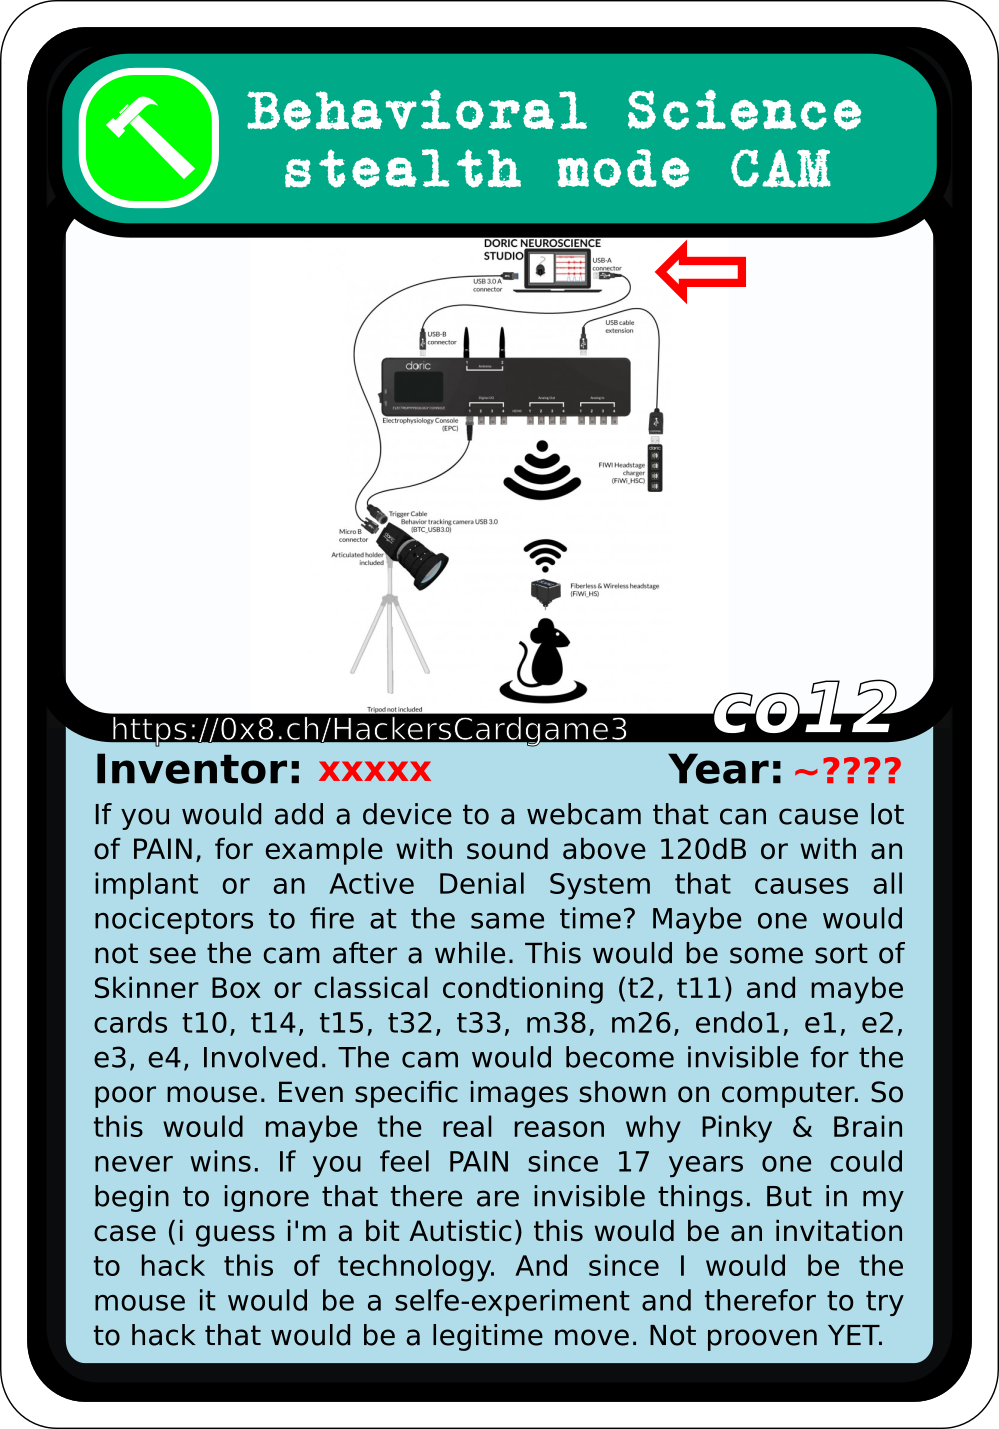 Behavioral Science
stealth mode CAM
DORIC NEUROSCIENCE
STUDIO
USB-A
connector
USB 3.0 A
connector
USB cable
extension
USB-B
connector
doric
Electrophysiology Console
(EPC)
FIWI Headstage
charger
(FiWi_HSC)
Trigger Cable
Behavior tracking camera USB 3.0
(BTC_USB3.0)
Micro B
connector
Articulated holder
included
Fiberless & Wireless headstage
(FiWi_HS)
Tripod not included
co12
https://0x8.ch/HackersCardgame3
Inventor: xxxxx Year: ~????
If you would add a device to a webcam that can cause lot
of PAIN, for example with sound above 120dB or with an
implant or an Active Denial System that causes all
nociceptors to fire at the same time? Maybe one would
not see the cam after a while. This would be some sort of
Skinner Box or classical condtioning (t2, t11) and maybe
cards t10, t14, t15, t32, t33, m38, m26, endo1, e1, e2,
e3, e4, Involved. The cam would become invisible for the
poor mouse. Even specific images shown on computer. So
this would maybe the real reason why Pinky & Brain
never wins. If you feel PAIN since 17 years one could
begin to ignore that there are invisible things. But in my
case (i guess i'm a bit Autistic) this would be an invitation
to hack this of technology. And since I would be the
mouse it would be a selfe-experiment and therefor to try
to hack that would be a legitime move. Not prooven YET.